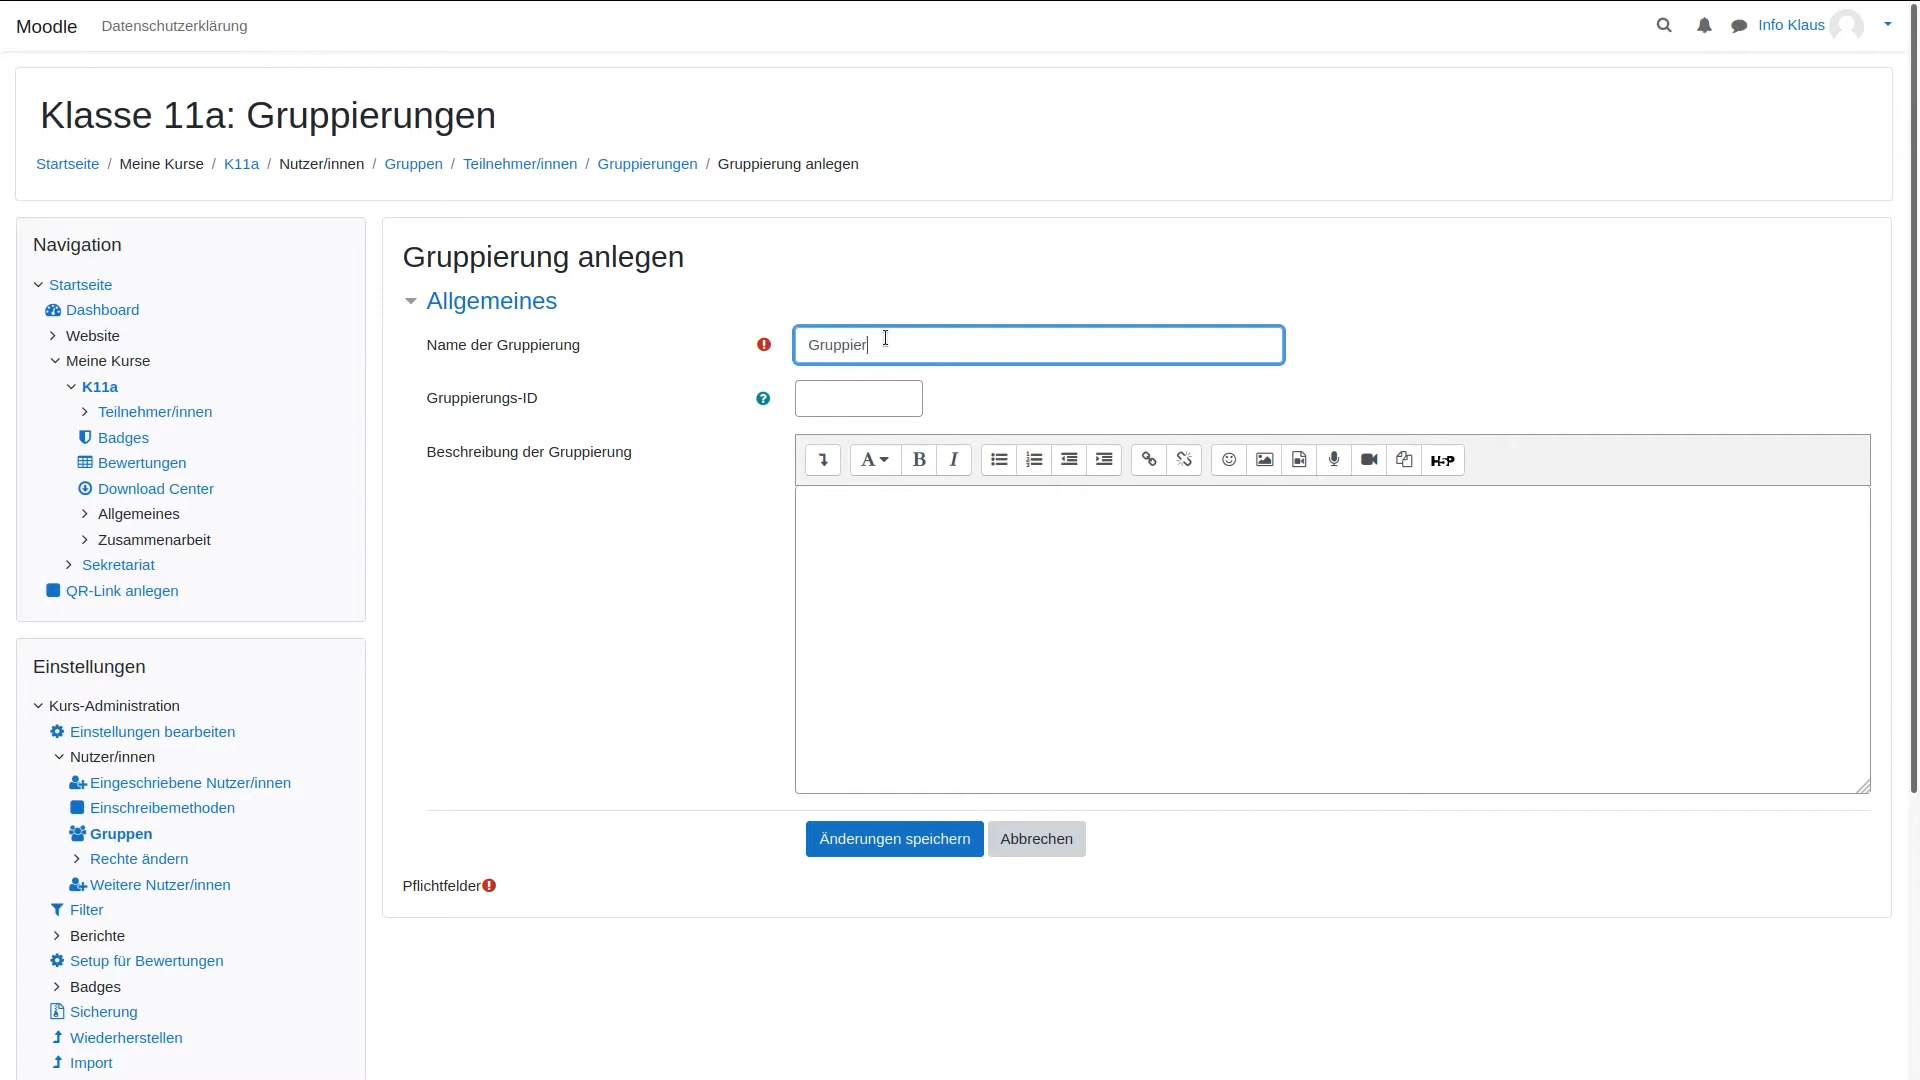 Moodle Datenschutzerklärung Info Klaus
Klasse 11a: Gruppierungen
Startseite / Meine Kurse / K11a / Nutzer/innen / Gruppen / Teilnehmer/innen / Gruppierungen / Gruppierung anlegen
Navigation
Startseite
Dashboard
Website
Meine Kurse
K11a
Teilnehmer/innen
Badges
Bewertungen
Download Center
Allgemeines
Zusammenarbeit
Sekretariat
QR-Link anlegen
Einstellungen
Kurs-Administration
Einstellungen bearbeiten
Nutzer/innen
Eingeschriebene Nutzer/innen
Einschreibemethoden
Gruppen
Rechte ändern
Weitere Nutzer/innen
Filter
Berichte
Setup für Bewertungen
Badges
Sicherung
Wiederherstellen
Import
Gruppierung anlegen
Allgemeines
Name der Gruppierung
Gruppier
Gruppierungs-ID
Beschreibung der Gruppierung
A B I H5P
Änderungen speichern Abbrechen
Pflichtfelder